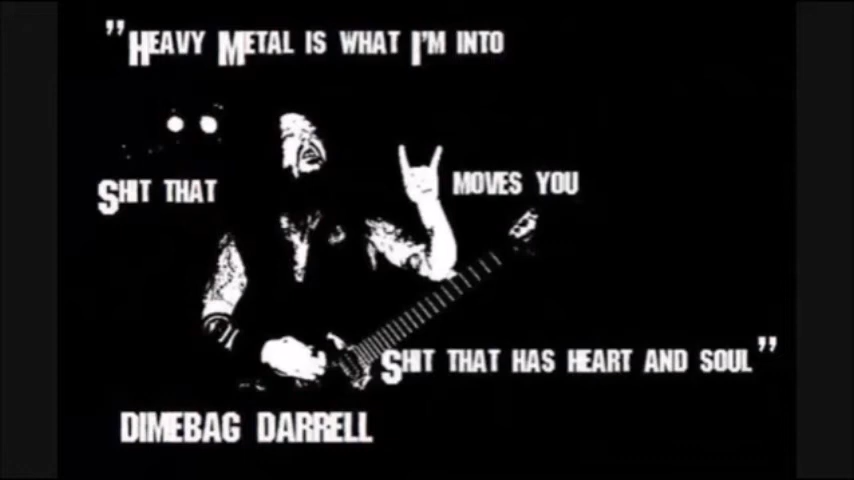 "Heavy Metal is what I'm into
Shit that moves you
Shit that has heart and soul"
Dimebag Darrell